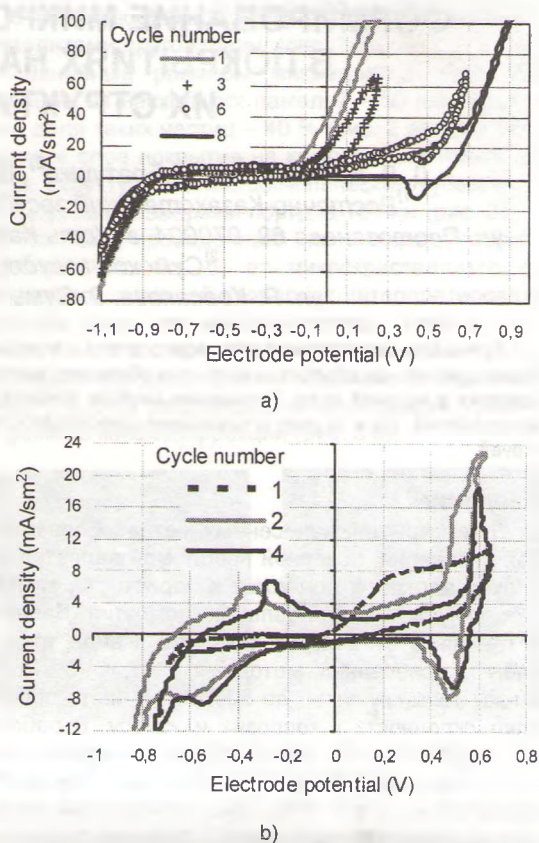 100
80
60
40
20
0
-20
-40
-60
-80
Current density
(mA/sm²)
Cycle number
1
3
6
8
-1,1 -0,9 -0,7 -0,5 -0,3 -0,1 0,1 0,3 0,5 0,7 0,9
Electrode potential (V)
a)
24
20
16
12
8
4
0
-4
-8
-12
Current density (mA/sm²)
Cycle number
1
2
4
-1 -0,8 -0,6 -0,4 -0,2 0 0,2 0,4 0,6 0,8
Electrode potential (V)
b)